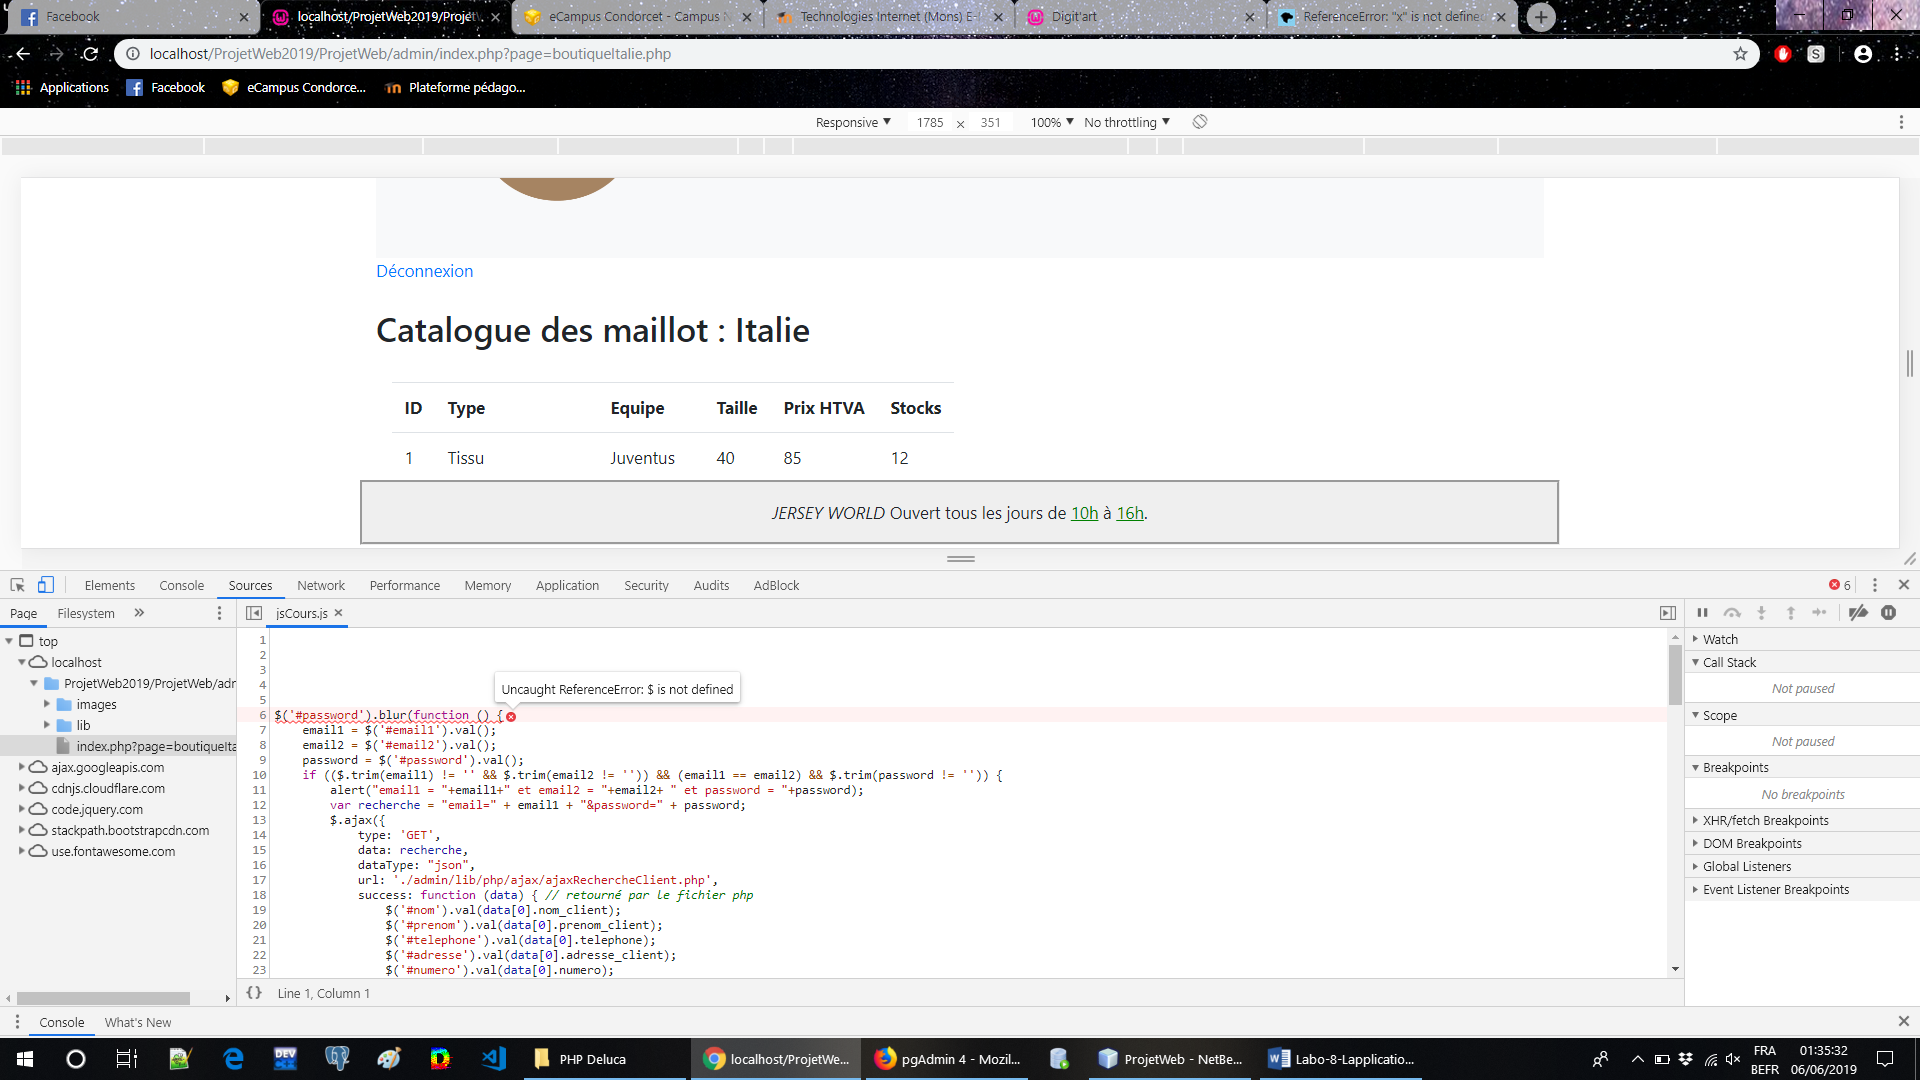 Facebook
localhost/ProjetWeb2019/Projet
eCampus Condorcet - Campus
Technologies Internet (Mons) E-
Digit'art
ReferenceError: "x" is not define
localhost/ProjetWeb2019/ProjetWeb/admin/index.php?page=boutiqueItalie.php
Applications
Facebook
eCampus Condorce...
Plateforme pédago...
Responsive
1785
×
351
100%
No throttling
Déconnexion
Catalogue des maillot : Italie
ID Type Equipe Taille Prix HTVA Stocks
1 Tissu Juventus 40 85 12
JERSEY WORLD Ouvert tous les jours de 10h à 16h.
Elements Console Sources Network Performance Memory Application Security Audits AdBlock
6
Page Filesystem »
jsCours.js
top
localhost
ProjetWeb2019/ProjetWeb/adr
images
lib
index.php?page=boutiqueIta
ajax.googleapis.com
cdnjs.cloudflare.com
code.jquery.com
stackpath.bootstrapcdn.com
use.fontawesome.com
1
2
3
4
5
Uncaught ReferenceError: $ is not defined
6 $('#password').blur(function () {
7 email1 = $('#email1').val();
8 email2 = $('#email2').val();
9 password = $('#password').val();
10 if (($.trim(email1) != '' && $.trim(email2 != '')) && (email1 == email2) && $.trim(password != '')) {
11 alert("email1 = "+email1+" et email2 = "+email2+ " et password = "+password);
12 var recherche = "email=" + email1 + "&password=" + password;
13 $.ajax({
14 type: 'GET',
15 data: recherche,
16 dataType: "json",
17 url: './admin/lib/php/ajax/ajaxRechercheClient.php',
18 success: function (data) { // retourné par le fichier php
19 $('#nom').val(data[0].nom_client);
20 $('#prenom').val(data[0].prenom_client);
21 $('#telephone').val(data[0].telephone);
22 $('#adresse').val(data[0].adresse_client);
23 $('#numero').val(data[0].numero);
{} Line 1, Column 1
Watch
Call Stack
Not paused
Scope
Not paused
Breakpoints
No breakpoints
XHR/fetch Breakpoints
DOM Breakpoints
Global Listeners
Event Listener Breakpoints
Console What's New
PHP Deluca
localhost/ProjetWe...
pgAdmin 4 - Mozil...
ProjetWeb - NetBe...
Labo-8-Lapplicatio...
FRA
BEFR
01:35:32
06/06/2019